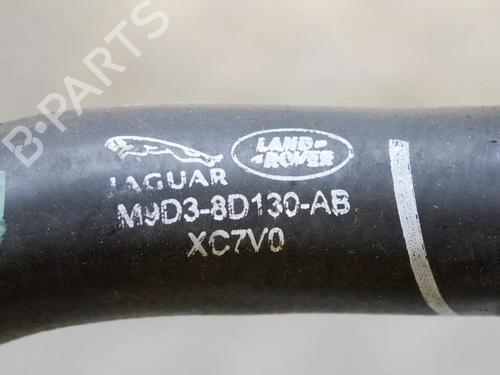 B-PARTS
LAND-
-ROVER
JAGUAR
M9D3-8D130-AB
XC7V0